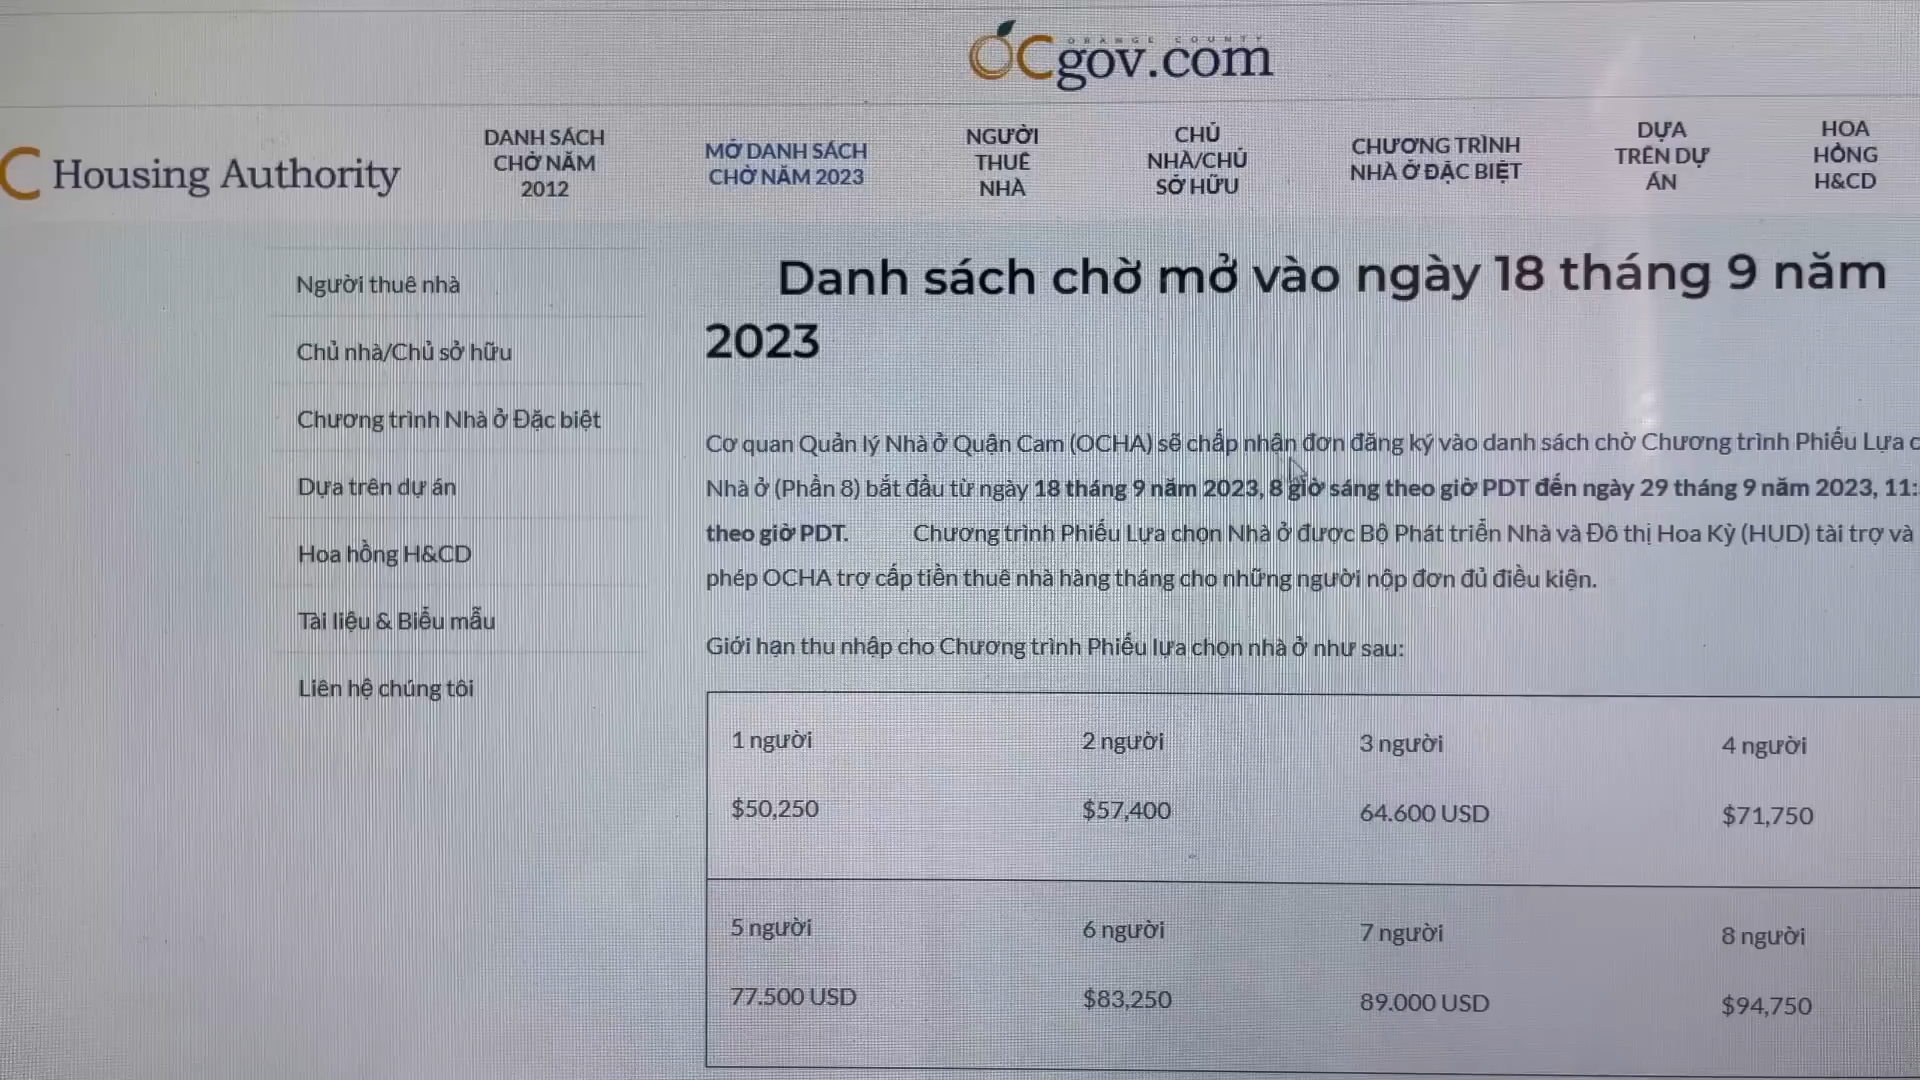 ORANGE COUNTY
OCgov.com
C Housing Authority
DANH SÁCH
CHỜ NĂM
2012
MỞ DANH SÁCH
CHỜ NĂM 2023
NGƯỜI
THUÊ
NHÀ
CHỦ
NHÀ/CHỦ
SỞ HỮU
CHƯƠNG TRÌNH
NHÀ Ở ĐẶC BIỆT
DỰA
TRÊN DỰ
ÁN
HOA
HỒNG
H&CD
Người thuê nhà
Chủ nhà/Chủ sở hữu
Chương trình Nhà ở Đặc biệt
Dựa trên dự án
Hoa hồng H&CD
Tài liệu & Biểu mẫu
Liên hệ chúng tôi
Danh sách chờ mở vào ngày 18 tháng 9 năm
2023
Cơ quan Quản lý Nhà ở Quận Cam (OCHA) sẽ chấp nhận đơn đăng ký vào danh sách chờ Chương trình Phiếu Lựa
Nhà ở (Phần 8) bắt đầu từ ngày 18 tháng 9 năm 2023, 8 giờ sáng theo giờ PDT đến ngày 29 tháng 9 năm 2023, 11:
theo giờ PDT. Chương trình Phiếu Lựa chọn Nhà ở được Bộ Phát triển Nhà và Đô thị Hoa Kỳ (HUD) tài trợ và
phép OCHA trợ cấp tiền thuê nhà hàng tháng cho những người nộp đơn đủ điều kiện.
Giới hạn thu nhập cho Chương trình Phiếu lựa chọn nhà ở như sau:
1 người 2 người 3 người 4 người
$50,250 $57,400 64.600 USD $71,750
5 người 6 người 7 người 8 người
77.500 USD $83,250 89.000 USD $94,750